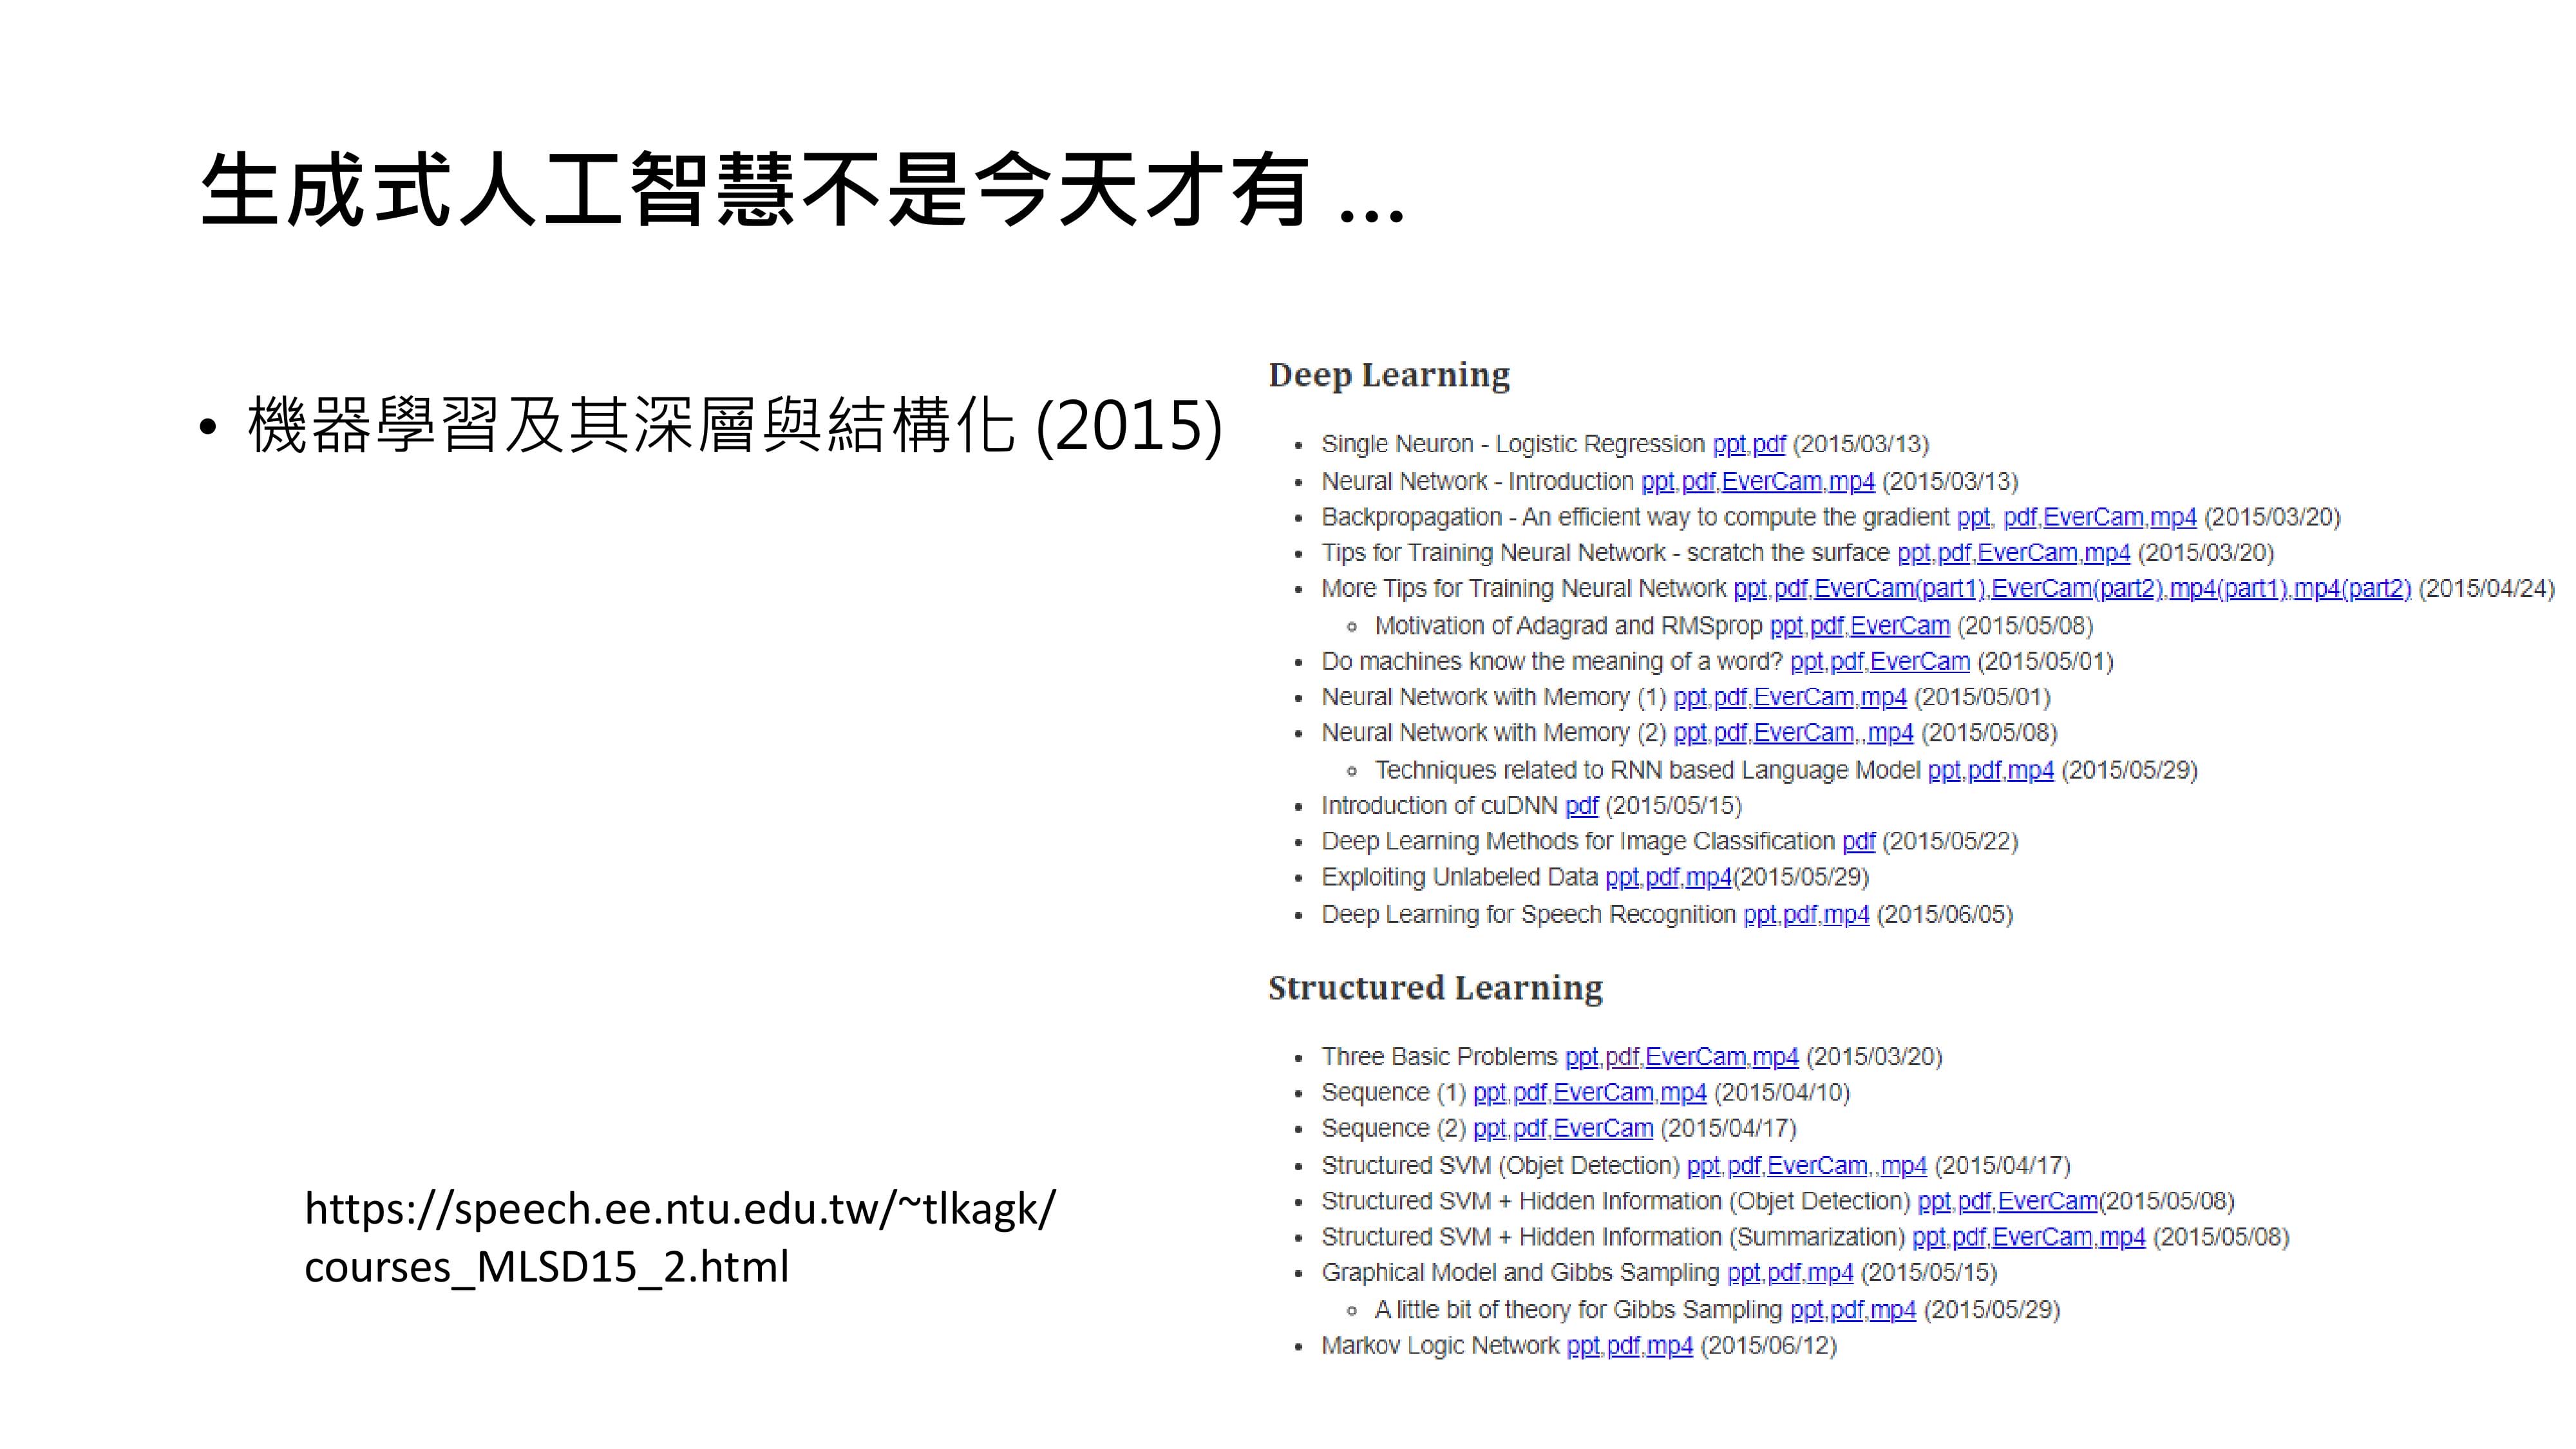 生成式人工智慧不是今天才有 …
• 機器學習及其深層與結構化 (2015)
https://speech.ee.ntu.edu.tw/~tlkagk/
courses_MLSD15_2.html
Deep Learning
• Single Neuron - Logistic Regression ppt,pdf (2015/03/13)
• Neural Network - Introduction ppt,pdf,EverCam,mp4 (2015/03/13)
• Backpropagation - An efficient way to compute the gradient ppt, pdf,EverCam,mp4 (2015/03/20)
• Tips for Training Neural Network - scratch the surface ppt,pdf,EverCam,mp4 (2015/03/20)
• More Tips for Training Neural Network ppt,pdf,EverCam(part1),EverCam(part2),mp4(part1),mp4(part2) (2015/04/24)
◦ Motivation of Adagrad and RMSprop ppt,pdf,EverCam (2015/05/08)
• Do machines know the meaning of a word? ppt,pdf,EverCam (2015/05/01)
• Neural Network with Memory (1) ppt,pdf,EverCam,mp4 (2015/05/01)
• Neural Network with Memory (2) ppt,pdf,EverCam,,mp4 (2015/05/08)
◦ Techniques related to RNN based Language Model ppt,pdf,mp4 (2015/05/29)
• Introduction of cuDNN pdf (2015/05/15)
• Deep Learning Methods for Image Classification pdf (2015/05/22)
• Exploiting Unlabeled Data ppt,pdf,mp4(2015/05/29)
• Deep Learning for Speech Recognition ppt,pdf,mp4 (2015/06/05)
Structured Learning
• Three Basic Problems ppt,pdf,EverCam,mp4 (2015/03/20)
• Sequence (1) ppt,pdf,EverCam,mp4 (2015/04/10)
• Sequence (2) ppt,pdf,EverCam (2015/04/17)
• Structured SVM (Objet Detection) ppt,pdf,EverCam,,mp4 (2015/04/17)
• Structured SVM + Hidden Information (Objet Detection) ppt,pdf,EverCam(2015/05/08)
• Structured SVM + Hidden Information (Summarization) ppt,pdf,EverCam,mp4 (2015/05/08)
• Graphical Model and Gibbs Sampling ppt,pdf,mp4 (2015/05/15)
◦ A little bit of theory for Gibbs Sampling ppt,pdf,mp4 (2015/05/29)
• Markov Logic Network ppt,pdf,mp4 (2015/06/12)